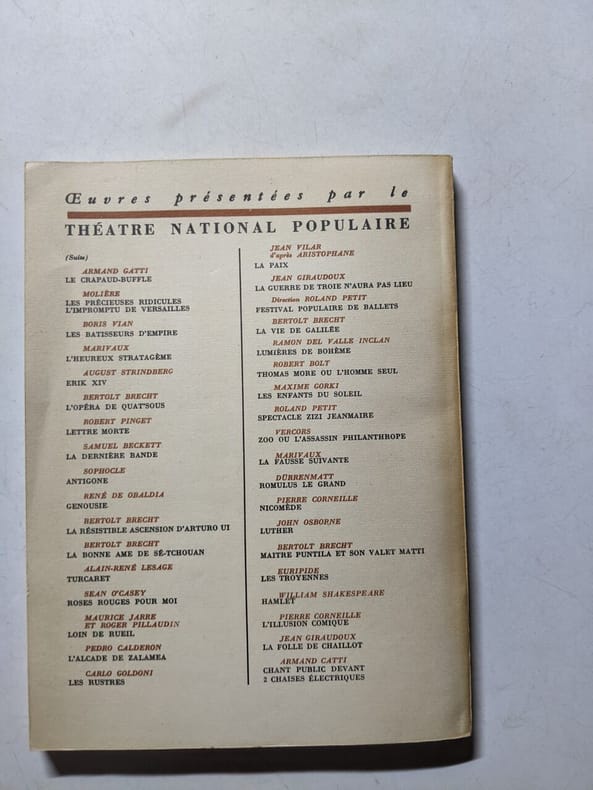 Œuvres présentées par le
THÉATRE NATIONAL POPULAIRE
(Suite)
ARMAND GATTI
LE CRAPAUD-BUFFLE
MOLIÈRE
LES PRÉCIEUSES RIDICULES
L'IMPROMPTU DE VERSAILLES
BORIS VIAN
LES BATISSEURS D'EMPIRE
MARIVAUX
L'HEUREUX STRATAGÈME
AUGUST STRINDBERG
ERIK XIV
BERTOLT BRECHT
L'OPÉRA DE QUAT'SOUS
ROBERT PINGET
LETTRE MORTE
SAMUEL BECKETT
LA DERNIÈRE BANDE
SOPHOCLE
ANTIGONE
RENÉ DE OBALDIA
GENOUSIE
BERTOLT BRECHT
LA RÉSISTIBLE ASCENSION D'ARTURO UI
BERTOLT BRECHT
LA BONNE AME DE SÉ-TCHOUAN
ALAIN-RENÉ LESAGE
TURCARET
SEAN O'CASEY
ROSES ROUGES POUR MOI
MAURICE JARRE
ET ROGER PILLAUDIN
LOIN DE RUEIL
PEDRO CALDERON
L'ALCADE DE ZALAMEA
CARLO GOLDONI
LES RUSTRES
JEAN VILAR
d'après ARISTOPHANE
LA PAIX
JEAN GIRAUDOUX
LA GUERRE DE TROIE N'AURA PAS LIEU
Direction ROLAND PETIT
FESTIVAL POPULAIRE DE BALLETS
BERTOLT BRECHT
LA VIE DE GALILÉE
RAMON DEL VALLE INCLAN
LUMIÈRES DE BOHÈME
ROBERT BOLT
THOMAS MORE OU L'HOMME SEUL
MAXIME GORKI
LES ENFANTS DU SOLEIL
ROLAND PETIT
SPECTACLE ZIZI JEANMAIRE
VERCORS
ZOO OU L'ASSASSIN PHILANTHROPE
MARIVAUX
LA FAUSSE SUIVANTE
DÜRRENMATT
ROMULUS LE GRAND
PIERRE CORNEILLE
NICOMÈDE
JOHN OSBORNE
LUTHER
BERTOLT BRECHT
MAITRE PUNTILA ET SON VALET MATTI
EURIPIDE
LES TROYENNES
WILLIAM SHAKESPEARE
HAMLET
PIERRE CORNEILLE
L'ILLUSION COMIQUE
JEAN GIRAUDOUX
LA FOLLE DE CHAILLOT
ARMAND CATTI
CHANT PUBLIC DEVANT
2 CHAISES ÉLECTRIQUES